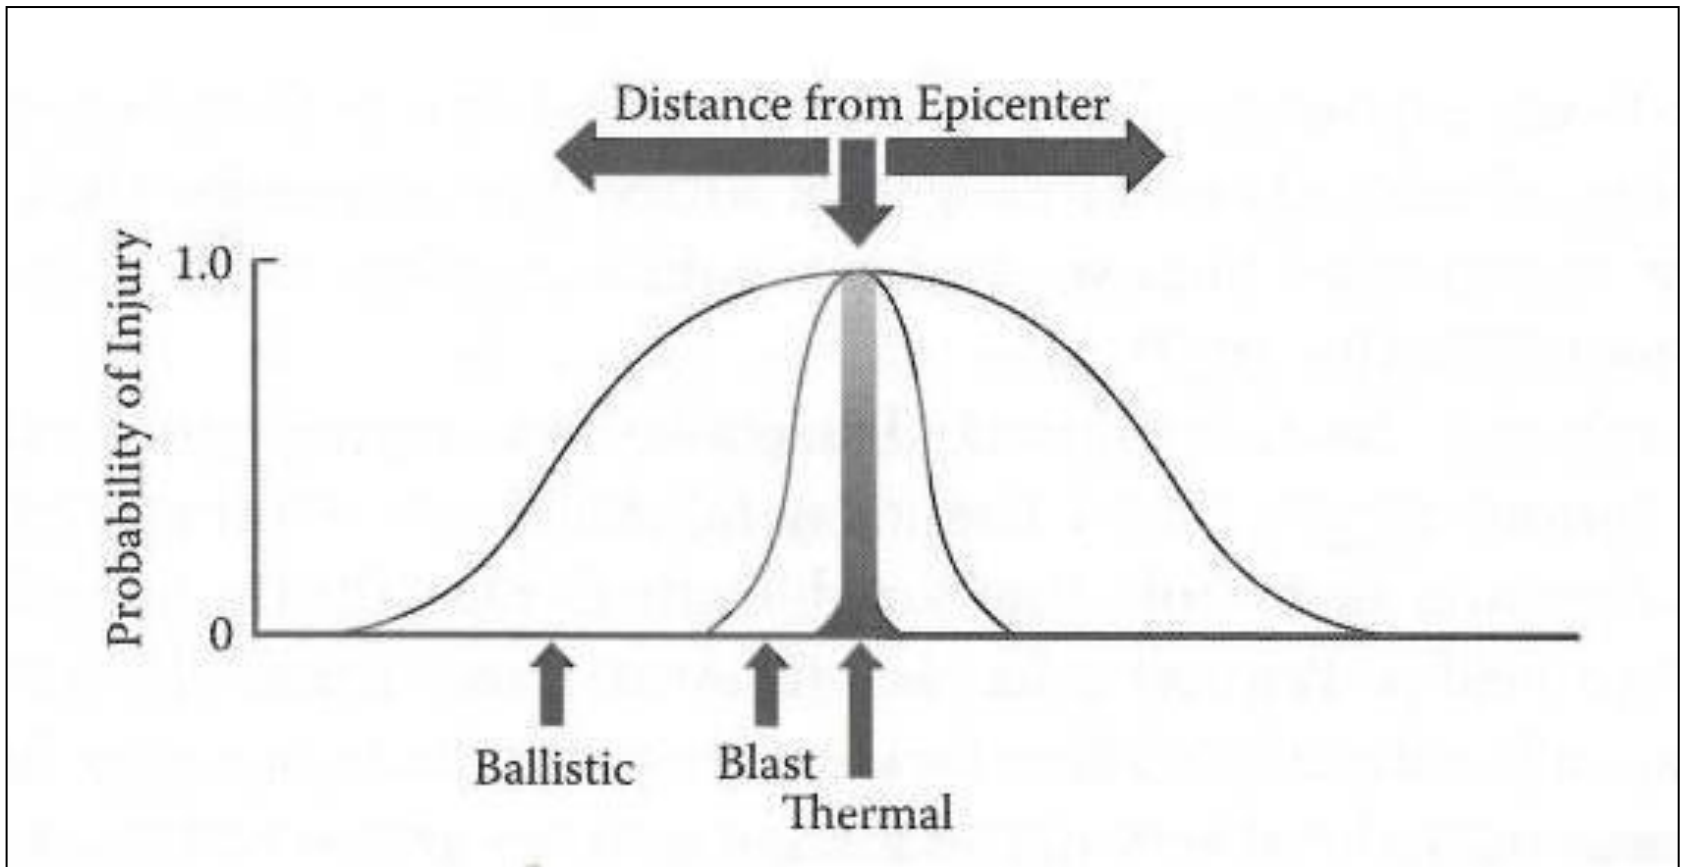 Distance from Epicenter
Probability of Injury
1.0
0
Ballistic
Blast
Thermal